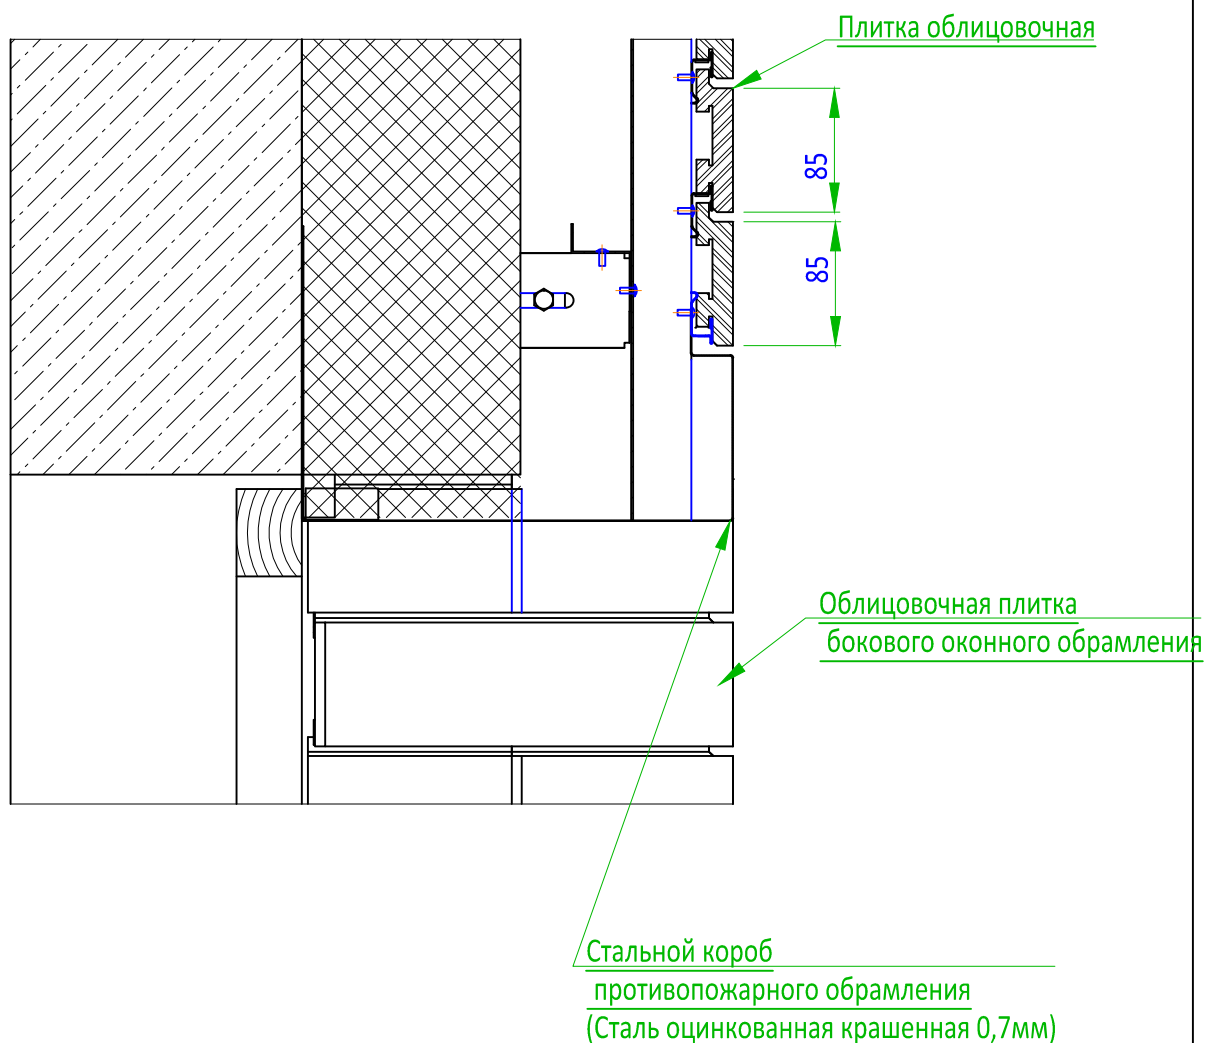 Плитка облицовочная
85
85
Облицовочная плитка
бокового оконного обрамления
Стальной короб
противопожарного обрамления
(Сталь оцинкованная крашенная 0,7мм)